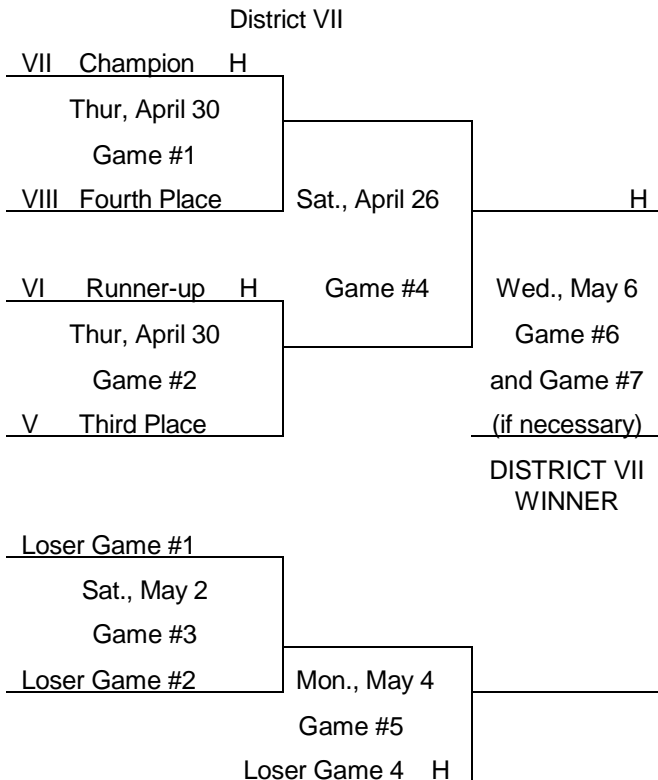 District VII
VII Champion H
Thur, April 30
Game #1
VIII Fourth Place
Sat., April 26
H
VI Runner-up H
Game #4
Wed., May 6
Thur, April 30
Game #6
Game #2
and Game #7
V Third Place
(if necessary)
DISTRICT VII
WINNER
Loser Game #1
Sat., May 2
Game #3
Loser Game #2
Mon., May 4
Game #5
Loser Game 4 H